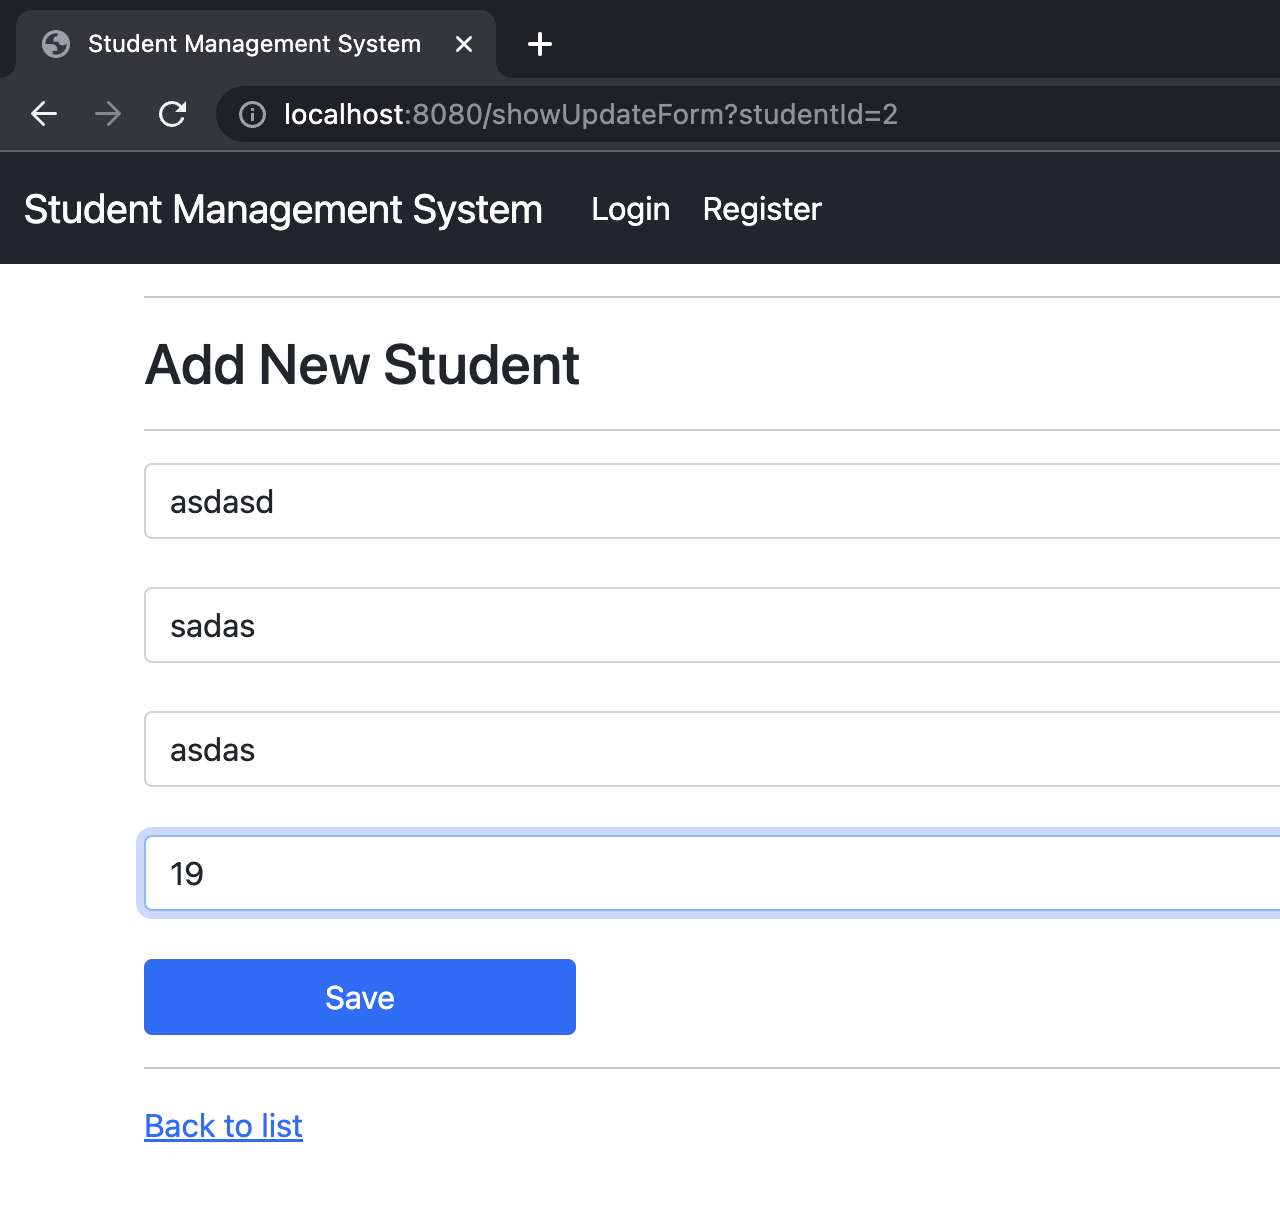 Student Management System
localhost:8080/showUpdateForm?studentId=2
Student Management System Login Register
Add New Student
asdasd
sadas
asdas
19
Save
Back to list